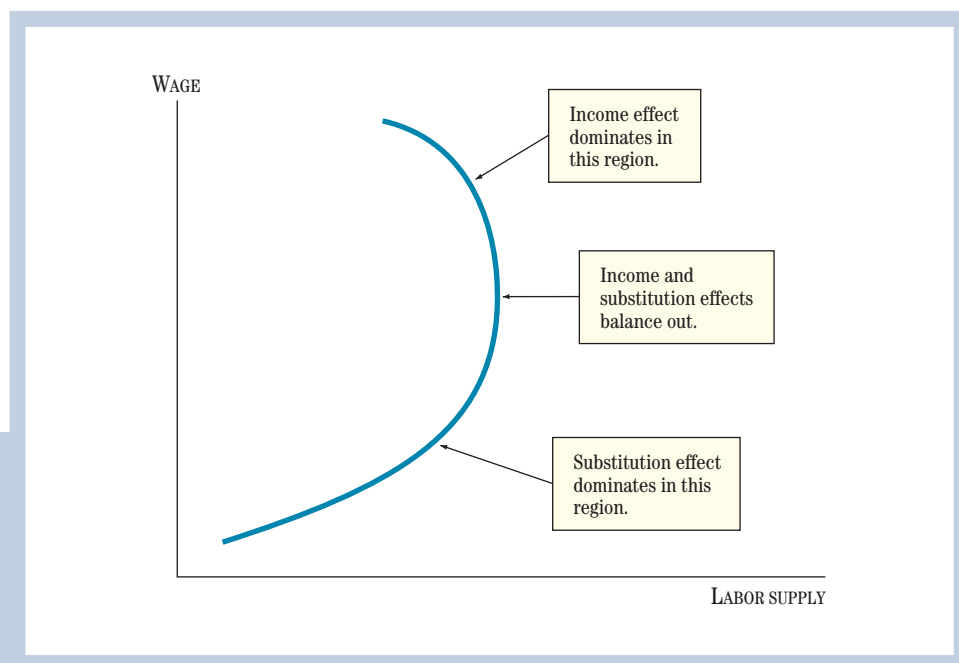 WAGE
Income effect
dominates in
this region.
Income and
substitution effects
balance out.
Substitution effect
dominates in this
region.
LABOR SUPPLY